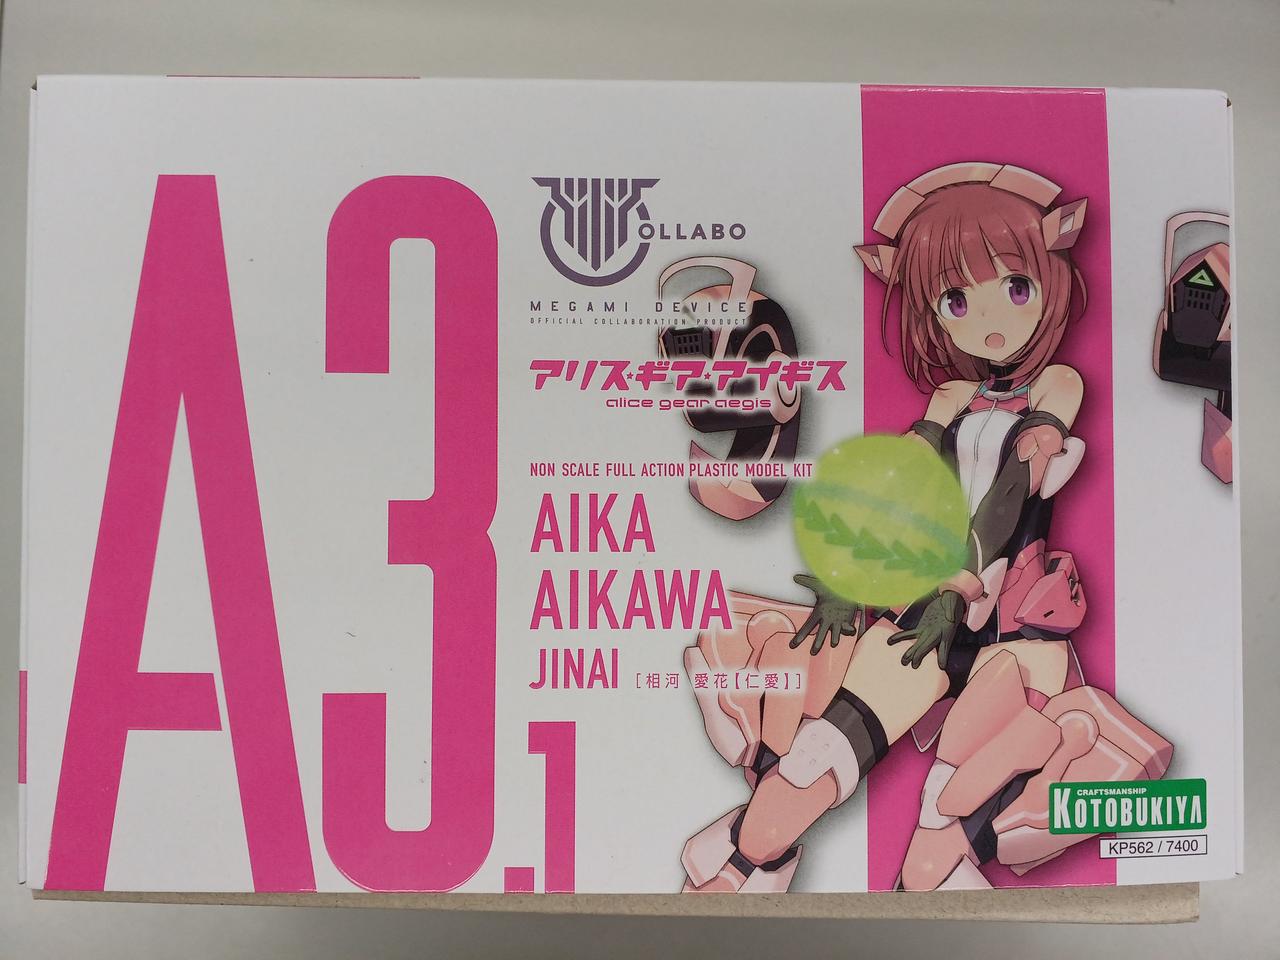 A3.1
COLLABO
MEGAMI DEVICE
OFFICIAL COLLABORATION PRODUCT
アリス★ギア★アイギス
alice gear aegis
NON SCALE FULL ACTION PLASTIC MODEL KIT
AIKA
AIKAWA
JINAI [相河 愛花【仁愛】]
CRAFTSMANSHIP
KOTOBUKIYA
KP562 / 7400